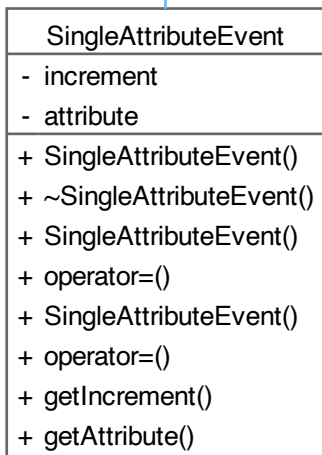 SingleAttributeEvent
- increment
- attribute
+ SingleAttributeEvent()
+ ~SingleAttributeEvent()
+ SingleAttributeEvent()
+ operator=()
+ SingleAttributeEvent()
+ operator=()
+ getIncrement()
+ getAttribute()